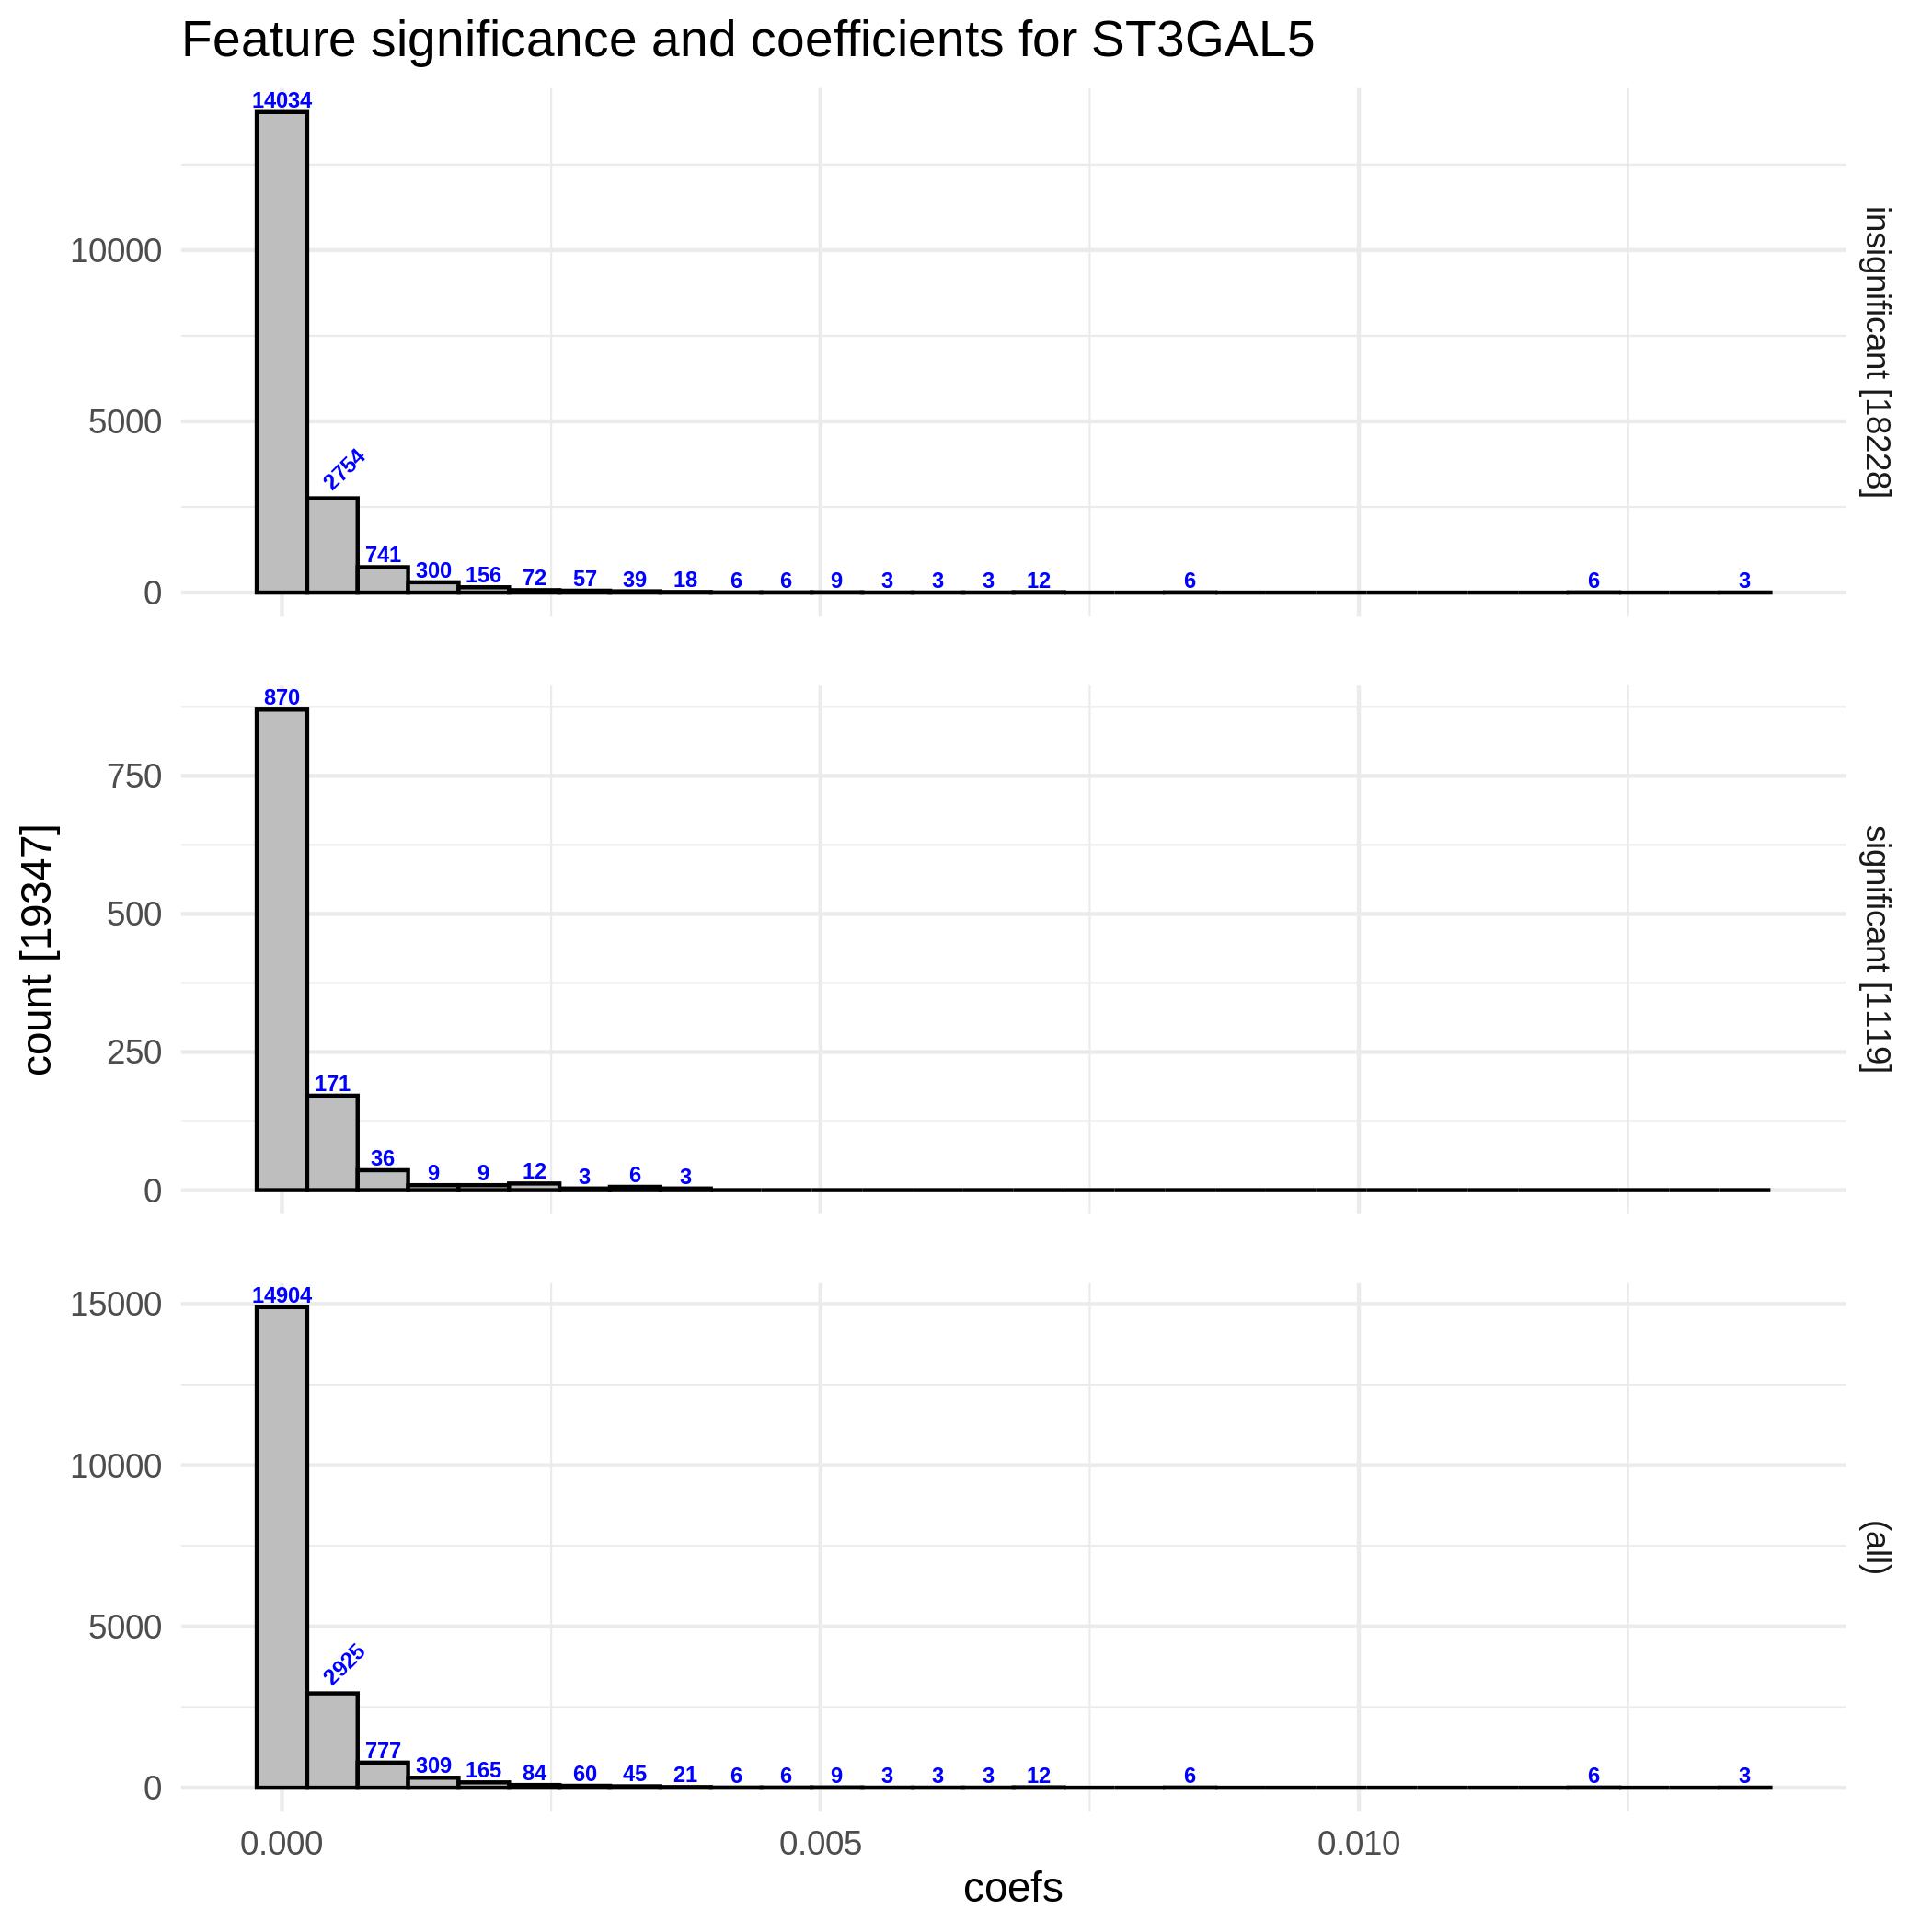 Feature significance and coefficients for ST3GAL5
count [19347]
14034
2754
741 300 156 72 57 39 18 6 6 9 3 3 3 12 6 6 3
10000
5000
0
insignificant [18228]
870
171
36 9 9 12 3 6 3
750
500
250
0
significant [1119]
14904
2925
777 309 165 84 60 45 21 6 6 9 3 3 3 12 6 6 3
15000
10000
5000
0
(all)
0.000 0.005 0.010
coefs